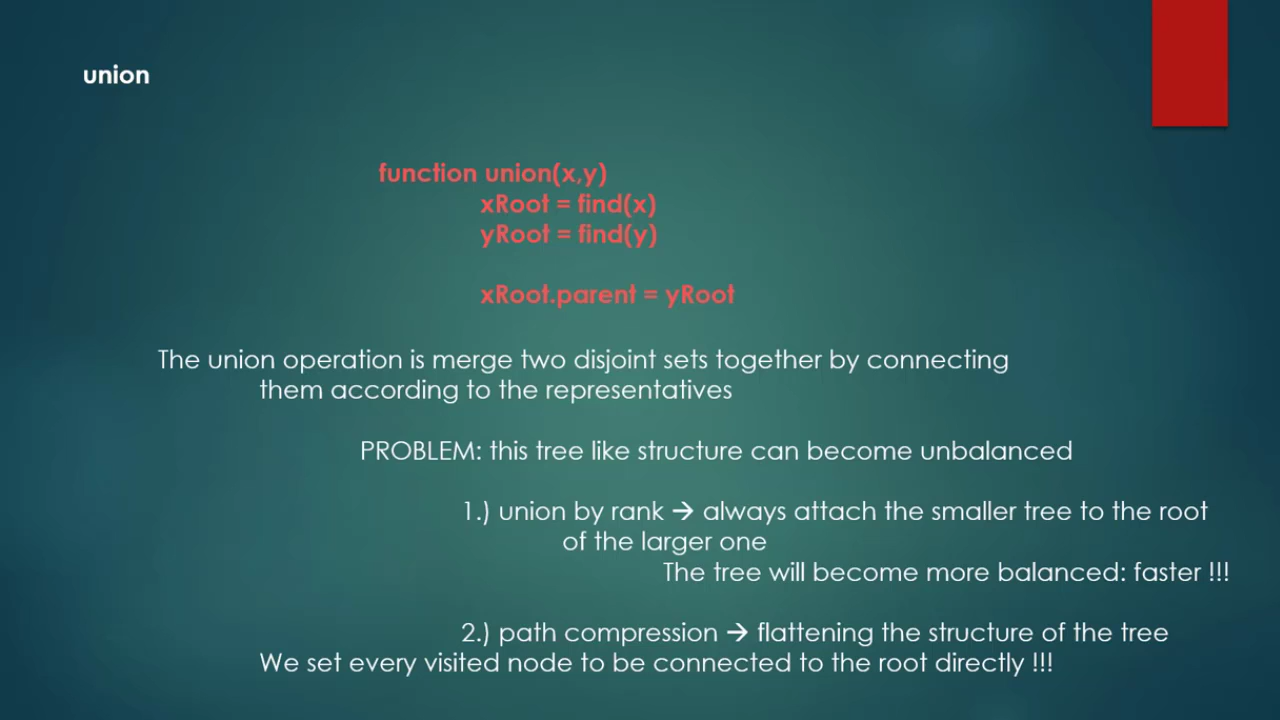 union
function union(x,y)
xRoot = find(x)
yRoot = find(y)
xRoot.parent = yRoot
The union operation is merge two disjoint sets together by connecting
them according to the representatives
PROBLEM: this tree like structure can become unbalanced
1.) union by rank → always attach the smaller tree to the root
of the larger one
The tree will become more balanced: faster !!!
2.) path compression → flattening the structure of the tree
We set every visited node to be connected to the root directly !!!